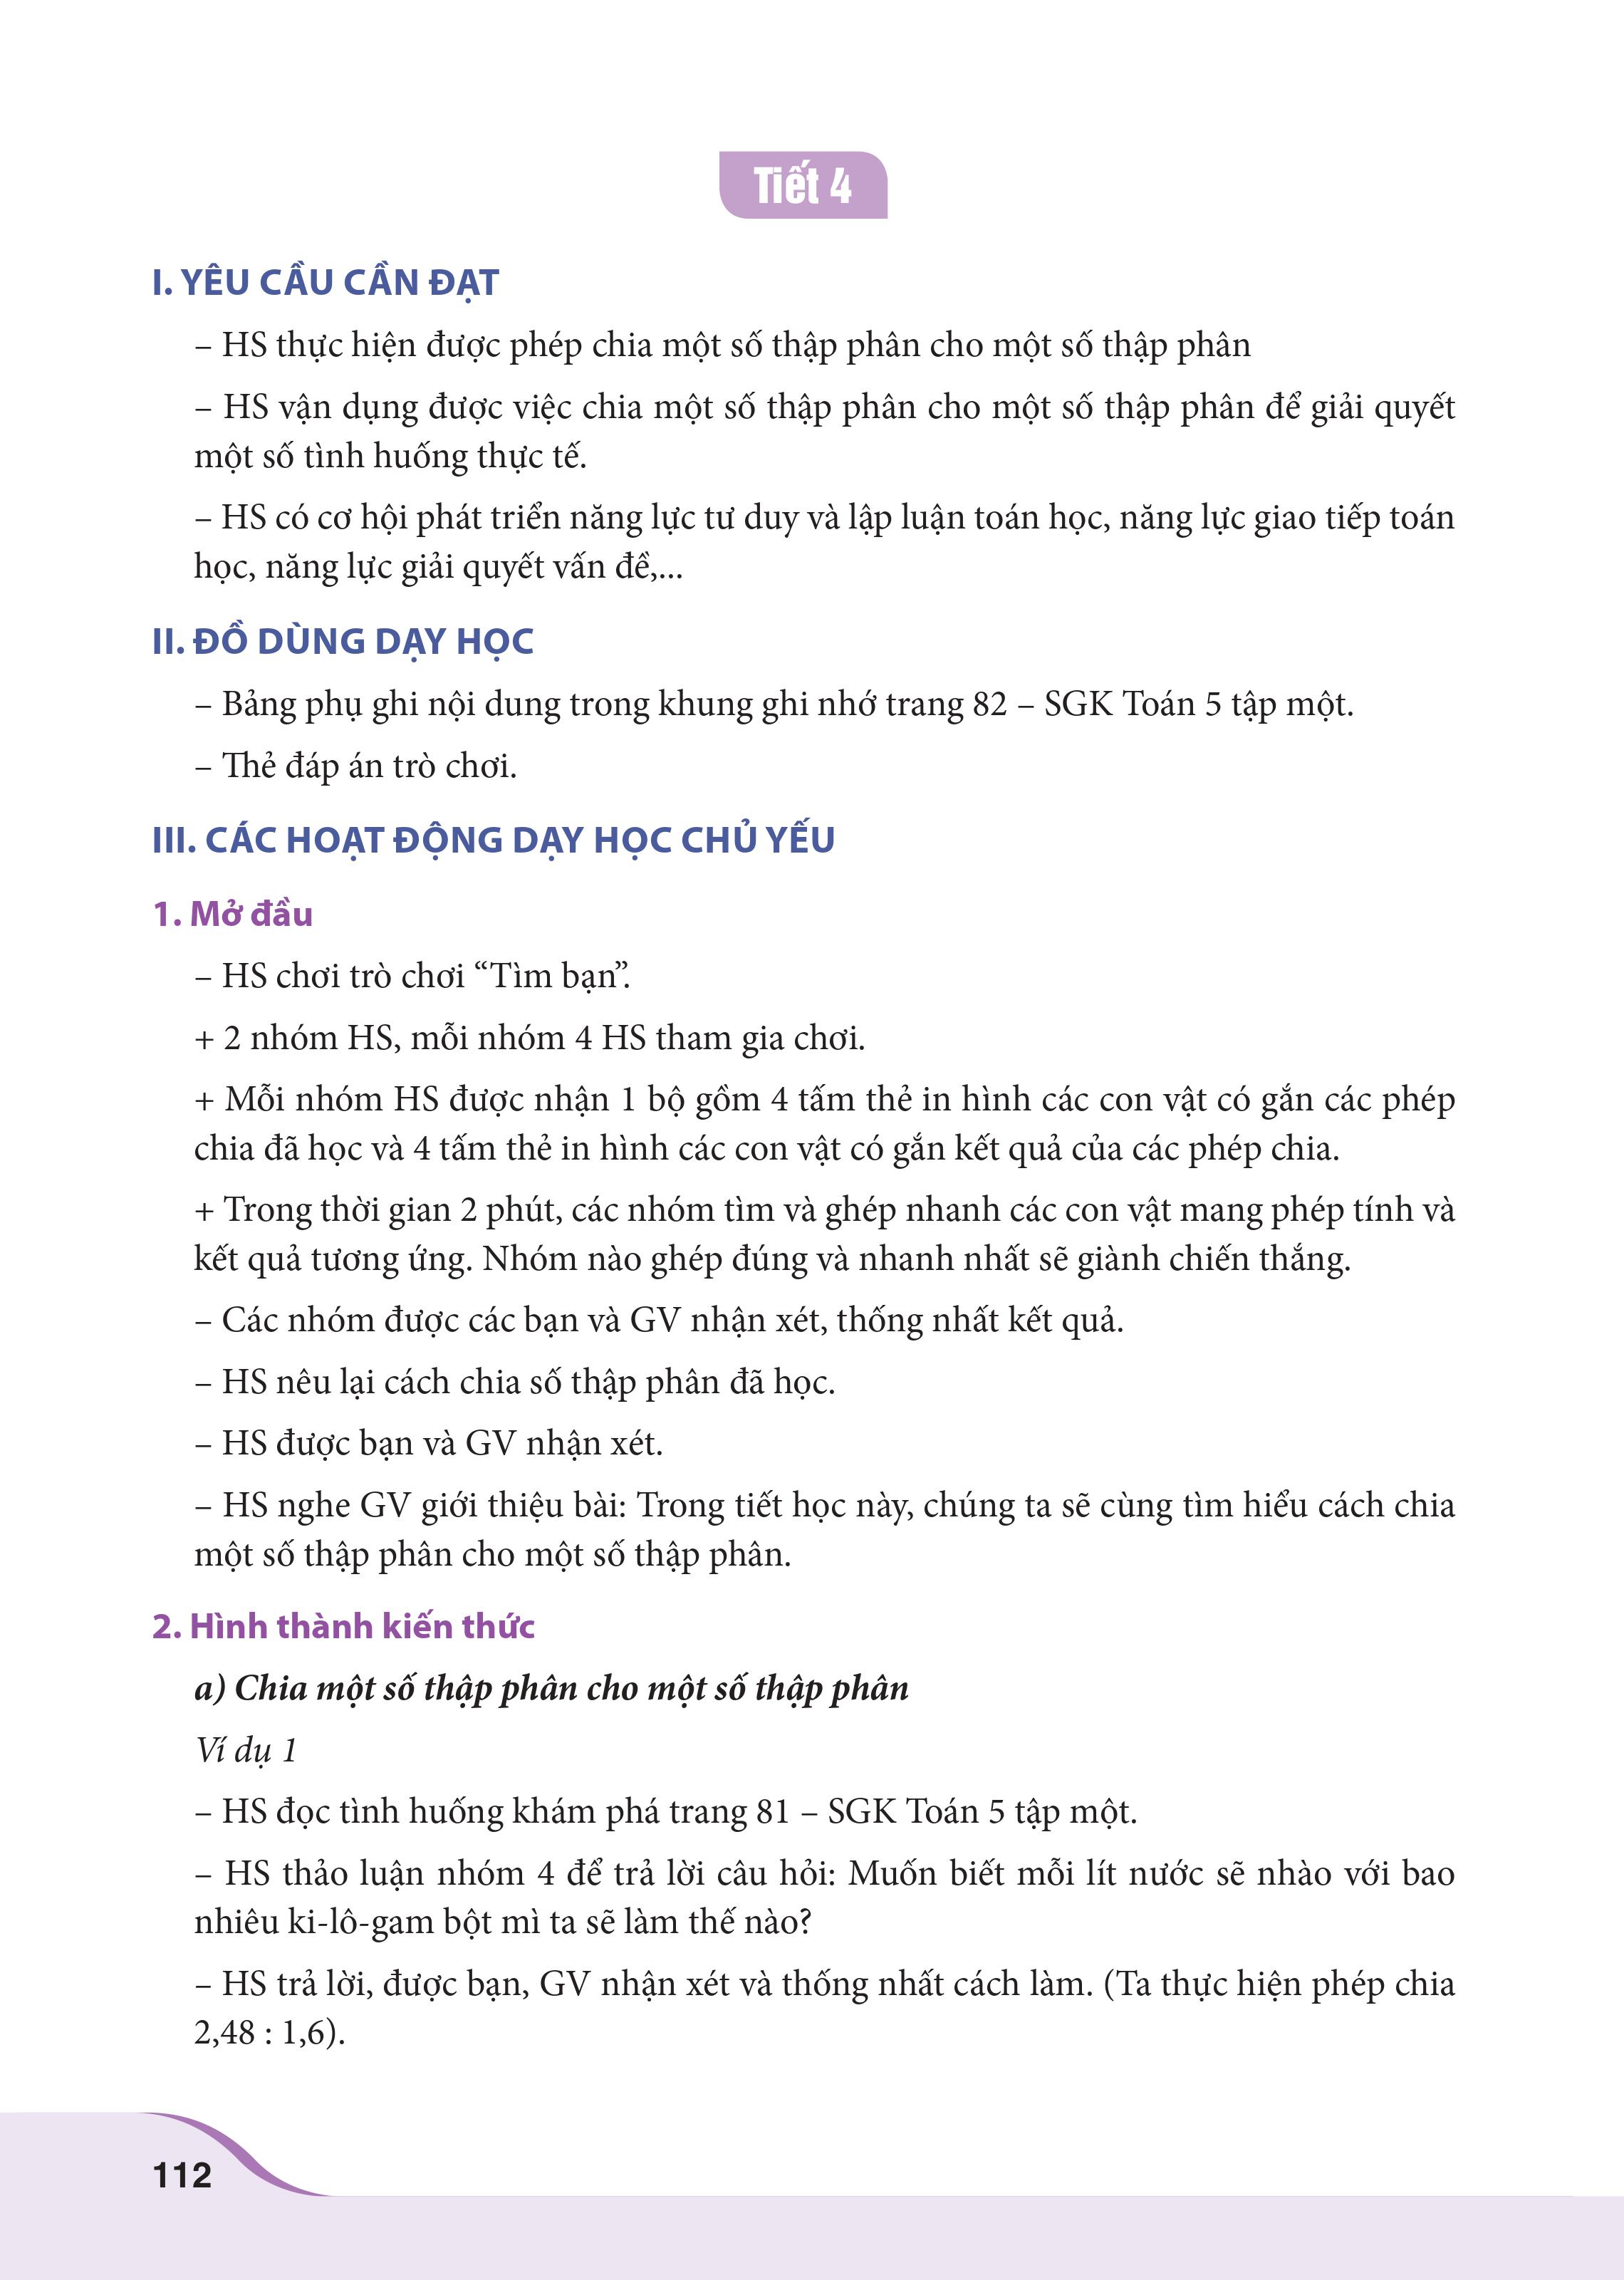 Tiết 4
I. YÊU CẦU CẦN ĐẠT
– HS thực hiện được phép chia một số thập phân cho một số thập phân
– HS vận dụng được việc chia một số thập phân cho một số thập phân để giải quyết
một số tình huống thực tế.
– HS có cơ hội phát triển năng lực tư duy và lập luận toán học, năng lực giao tiếp toán
học, năng lực giải quyết vấn đề,...
II. ĐỒ DÙNG DẠY HỌC
– Bảng phụ ghi nội dung trong khung ghi nhớ trang 82 – SGK Toán 5 tập một.
– Thẻ đáp án trò chơi.
III. CÁC HOẠT ĐỘNG DẠY HỌC CHỦ YẾU
1. Mở đầu
– HS chơi trò chơi “Tìm bạn”.
+ 2 nhóm HS, mỗi nhóm 4 HS tham gia chơi.
+ Mỗi nhóm HS được nhận 1 bộ gồm 4 tấm thẻ in hình các con vật có gắn các phép
chia đã học và 4 tấm thẻ in hình các con vật có gắn kết quả của các phép chia.
+ Trong thời gian 2 phút, các nhóm tìm và ghép nhanh các con vật mang phép tính và
kết quả tương ứng. Nhóm nào ghép đúng và nhanh nhất sẽ giành chiến thắng.
– Các nhóm được các bạn và GV nhận xét, thống nhất kết quả.
– HS nêu lại cách chia số thập phân đã học.
– HS được bạn và GV nhận xét.
– HS nghe GV giới thiệu bài: Trong tiết học này, chúng ta sẽ cùng tìm hiểu cách chia
một số thập phân cho một số thập phân.
2. Hình thành kiến thức
a) Chia một số thập phân cho một số thập phân
Ví dụ 1
– HS đọc tình huống khám phá trang 81 – SGK Toán 5 tập một.
– HS thảo luận nhóm 4 để trả lời câu hỏi: Muốn biết mỗi lít nước sẽ nhào với bao
nhiêu ki-lô-gam bột mì ta sẽ làm thế nào?
– HS trả lời, được bạn, GV nhận xét và thống nhất cách làm. (Ta thực hiện phép chia
2,48 : 1,6).
112